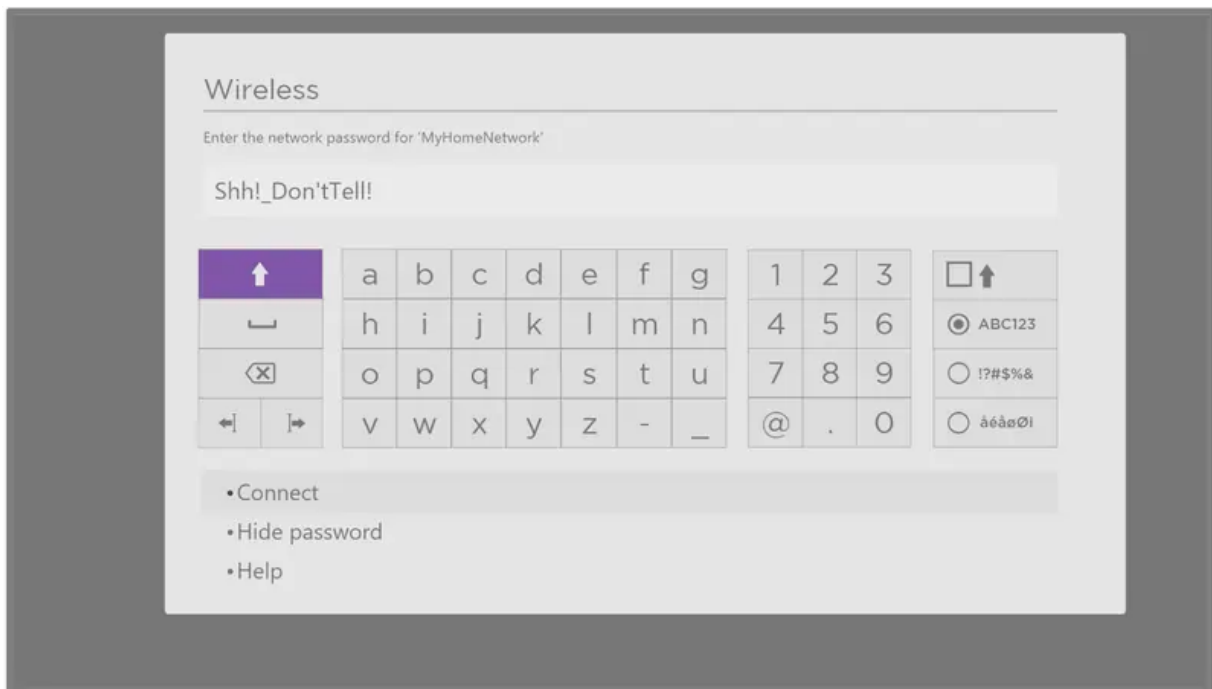 Wireless
Enter the network password for 'MyHomeNetwork'
Shh!_Don'tTell!
a b c d e f g 1 2 3
h i j k l m n 4 5 6 ABC123
o p q r s t u 7 8 9 !?#$%&
v w x y z - _ @ . 0 åéåøØi
•Connect
•Hide password
•Help